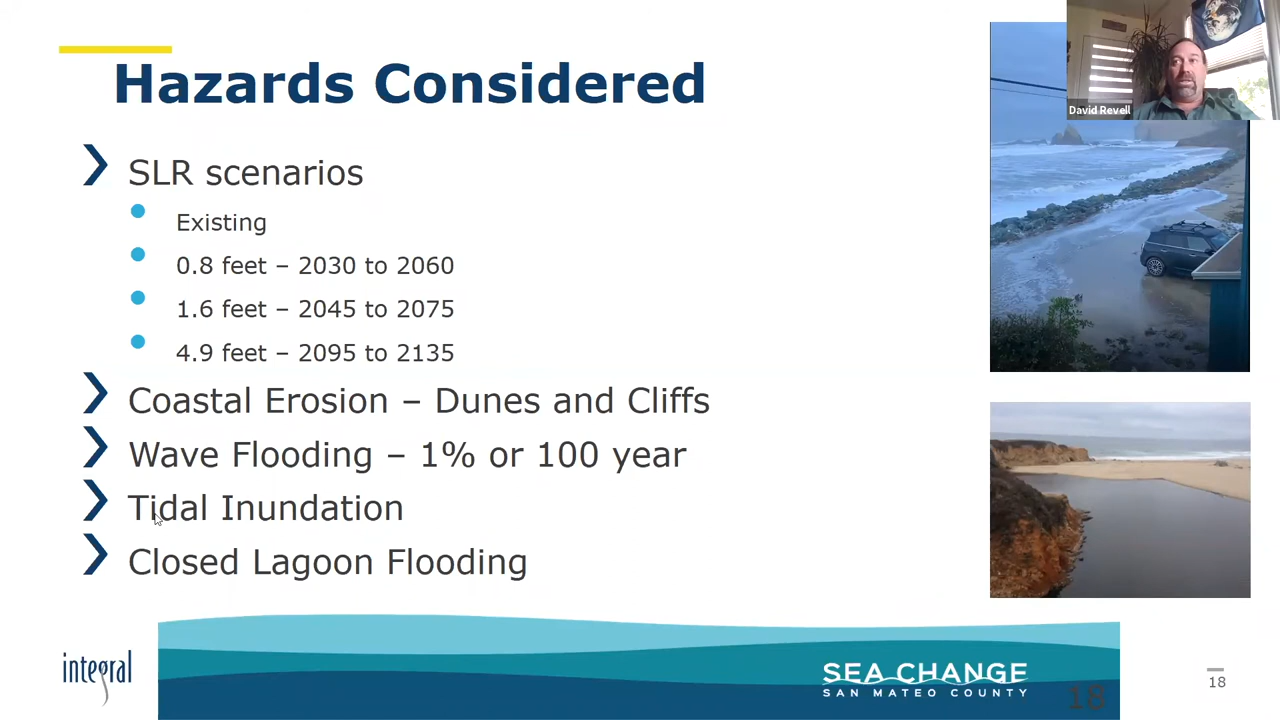 Hazards Considered
David Revell
SLR scenarios
Existing
0.8 feet – 2030 to 2060
1.6 feet – 2045 to 2075
4.9 feet – 2095 to 2135
Coastal Erosion – Dunes and Cliffs
Wave Flooding – 1% or 100 year
Tidal Inundation
Closed Lagoon Flooding
integral
SEA CHANGE
SAN MATEO COUNTY
18
18